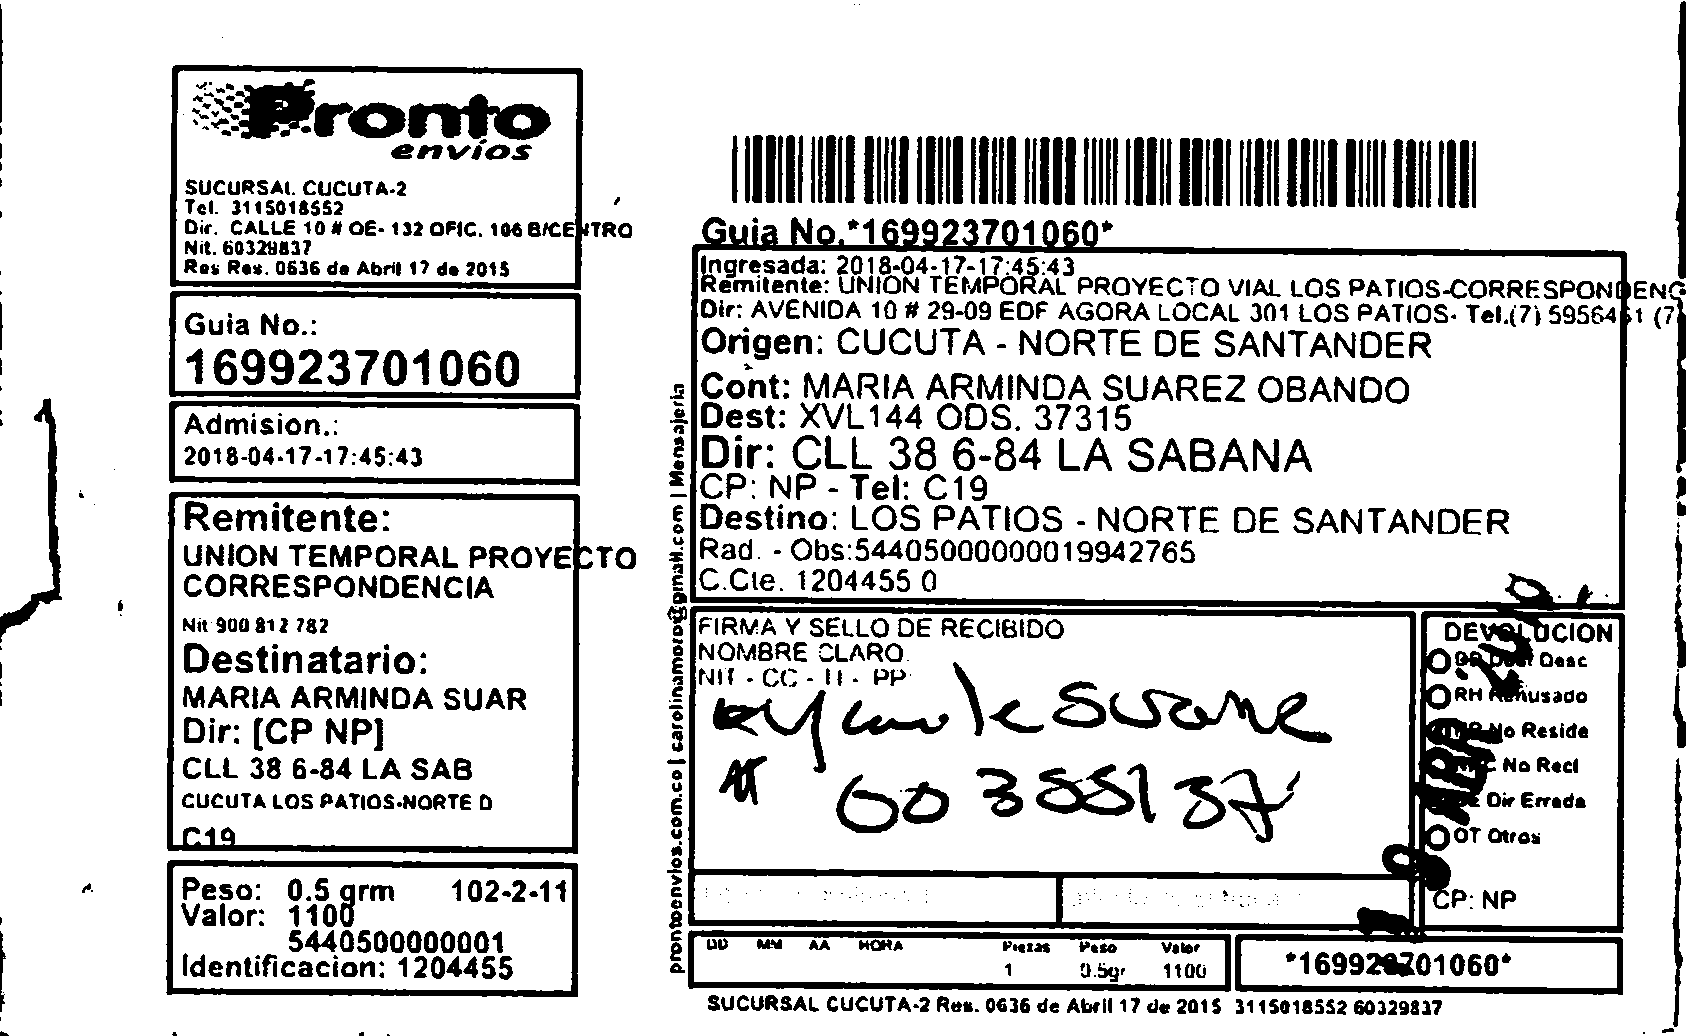 Pronto
envíos
SUCURSAL CUCUTA-2
Tel. 3115018552
Dir. CALLE 10 # OE- 132 OFIC. 106 B/CENTRO
Nit. 60329837
Res Res. 0636 de Abril 17 de 2015
Guia No.:
169923701060
Admision.:
2018-04-17-17:45:43
Remitente:
UNION TEMPORAL PROYECTO
CORRESPONDENCIA
Nit 900 812 782
Destinatario:
MARIA ARMINDA SUAR
Dir: [CP NP]
CLL 38 6-84 LA SAB
CUCUTA LOS PATIOS-NORTE D
C19
Peso: 0.5 grm 102-2-11
Valor: 1100
5440500000001
Identificacion: 1204455
prontoenvios.com.co | carolinamoros@gmail.com | Mensajeria
Guia No.*169923701060*
Ingresada: 2018-04-17-17:45:43
Remitente: UNION TEMPORAL PROYECTO VIAL LOS PATIOS-CORRESPONDENC
Dir: AVENIDA 10 # 29-09 EDF AGORA LOCAL 301 LOS PATIOS- Tel.(7) 5956461 (7)
Origen: CUCUTA - NORTE DE SANTANDER
Cont: MARIA ARMINDA SUAREZ OBANDO
Dest: XVL144 ODS. 37315
Dir: CLL 38 6-84 LA SABANA
CP: NP - Tel: C19
Destino: LOS PATIOS - NORTE DE SANTANDER
Rad. - Obs:54405000000019942765
C.Cte. 1204455 0
FIRMA Y SELLO DE RECIBIDO
NOMBRE CLARO
NIT - CC - TI - PP
60355137
DEVOLUCION
Desc
RH Rehusado
No Reside
No Recl
DE Dir Errada
OT Otros
CP: NP
DD MM AA HORA Piezas Peso Valor
1 0.5gr 1100
*169923701060*
SUCURSAL CUCUTA-2 Res. 0636 de Abril 17 de 2015 3115018552 60329837